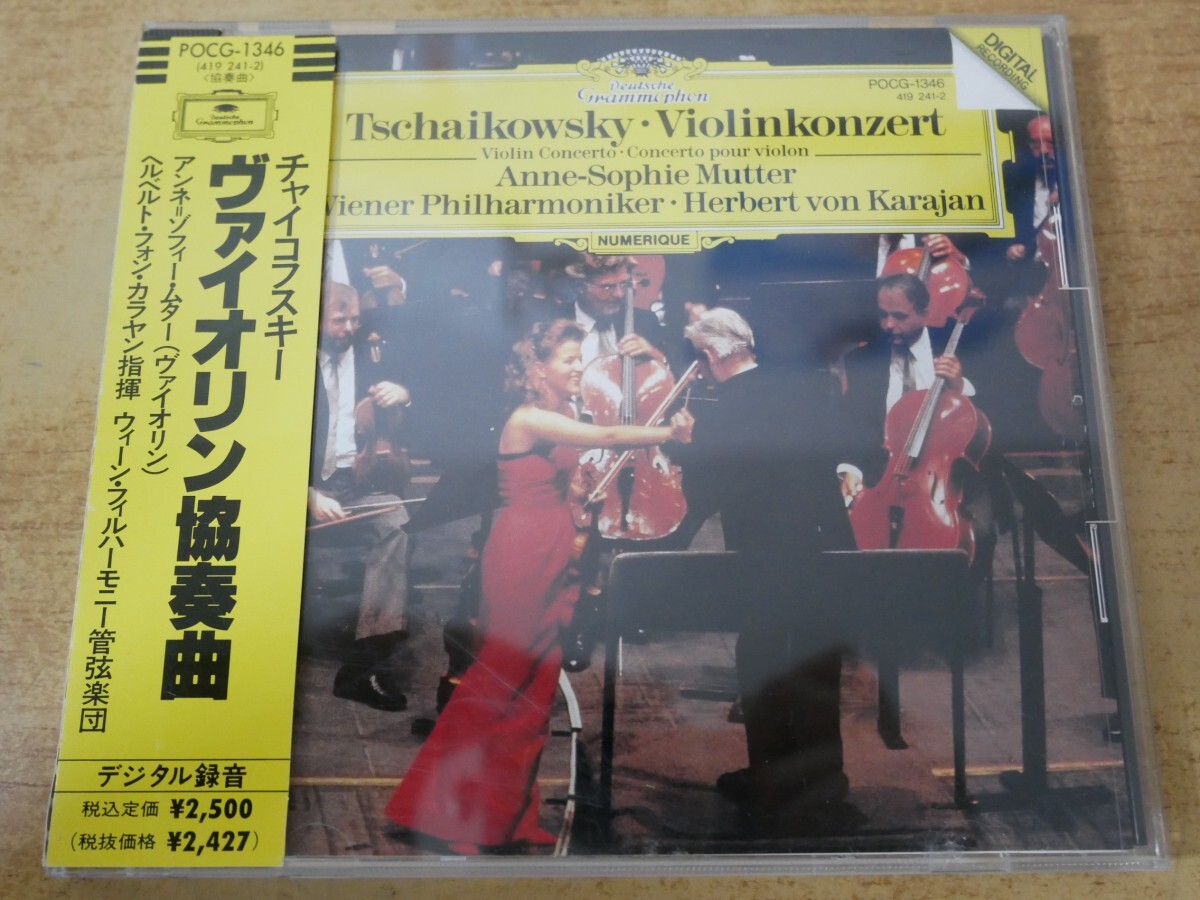 POCG-1346
(419 241-2)
〈協奏曲〉
Deutsche
Grammophon
チャイコフスキー
ヴァイオリン協奏曲
アンネ=ゾフィー・ムター(ヴァイオリン)
ヘルベルト・フォン・カラヤン指揮 ウィーン・フィルハーモニー管弦楽団
デジタル録音
税込定価 ¥2,500
(税抜価格 ¥2,427)
Deutsche
Grammophon
POCG-1346
419 241-2
DIGITAL
RECORDING
Tschaikowsky・Violinkonzert
Violin Concerto・Concerto pour violon
Anne-Sophie Mutter
Wiener Philharmoniker・Herbert von Karajan
NUMERIQUE